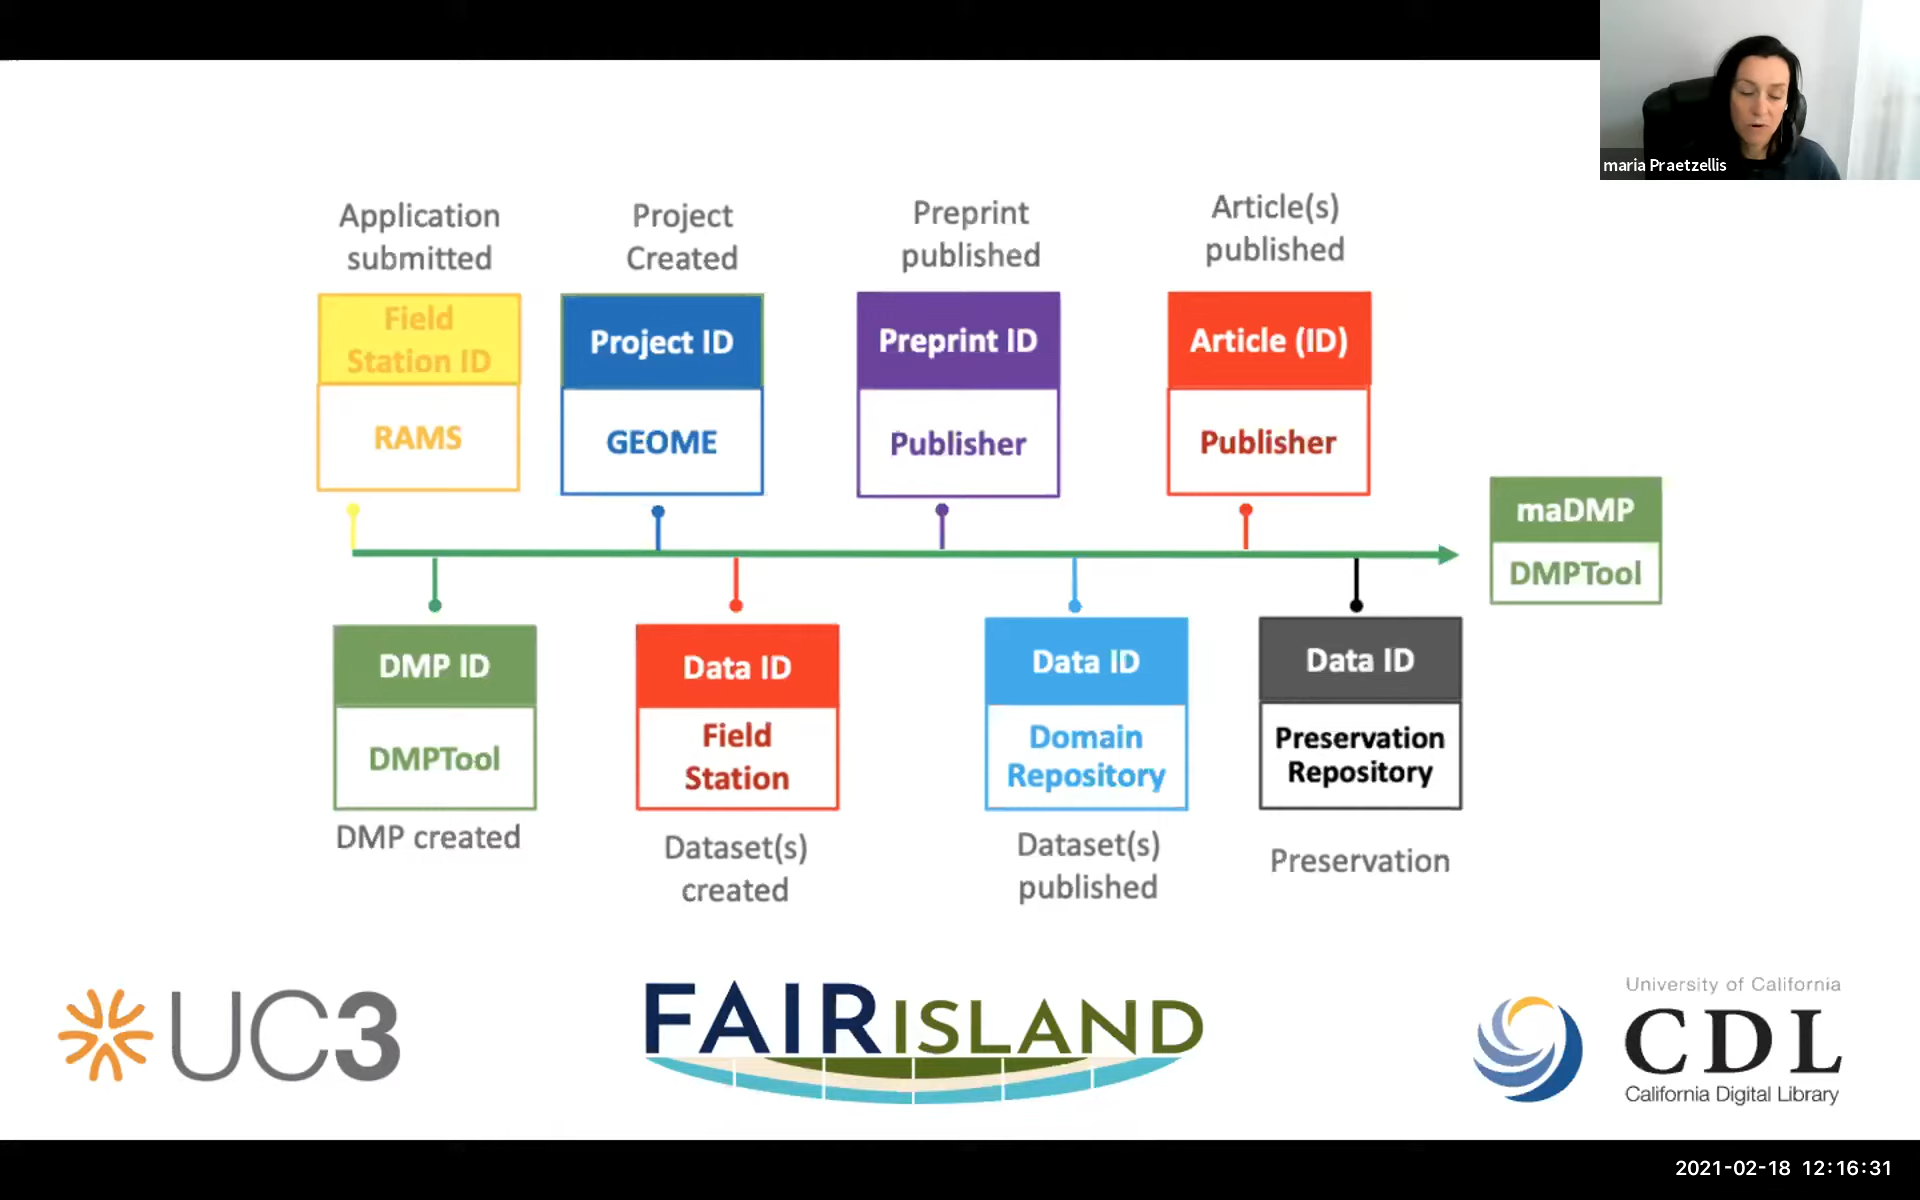 maria Praetzellis
Application
submitted
Field
Station ID
RAMS
Project
Created
Project ID
GEOME
Preprint
published
Preprint ID
Publisher
Article(s)
published
Article (ID)
Publisher
maDMP
DMPTool
DMP ID
DMPTool
DMP created
Data ID
Field
Station
Dataset(s)
created
Data ID
Domain
Repository
Dataset(s)
published
Data ID
Preservation
Repository
Preservation
UC3
FAIR ISLAND
University of California
CDL
California Digital Library
2021-02-18 12:16:31